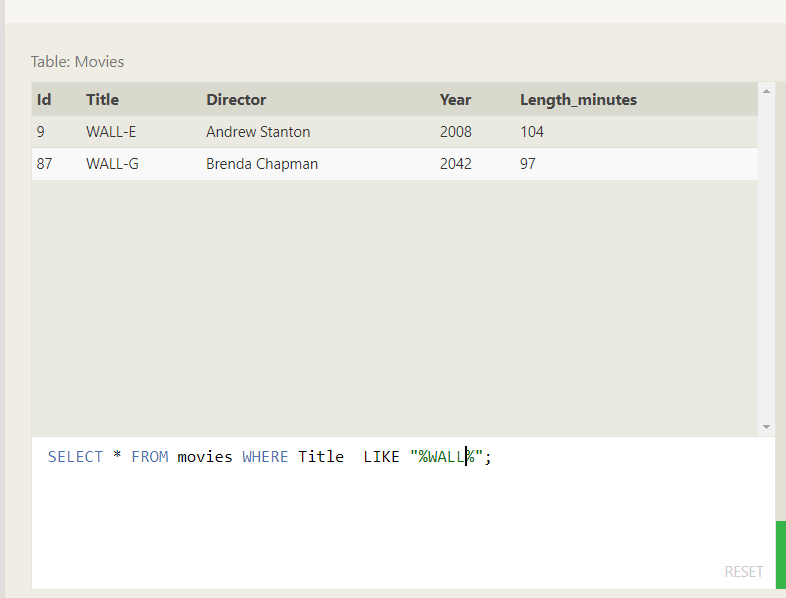 Table: Movies
Id Title Director Year Length_minutes
9 WALL-E Andrew Stanton 2008 104
87 WALL-G Brenda Chapman 2042 97
SELECT * FROM movies WHERE Title  LIKE "%WALL%";
RESET